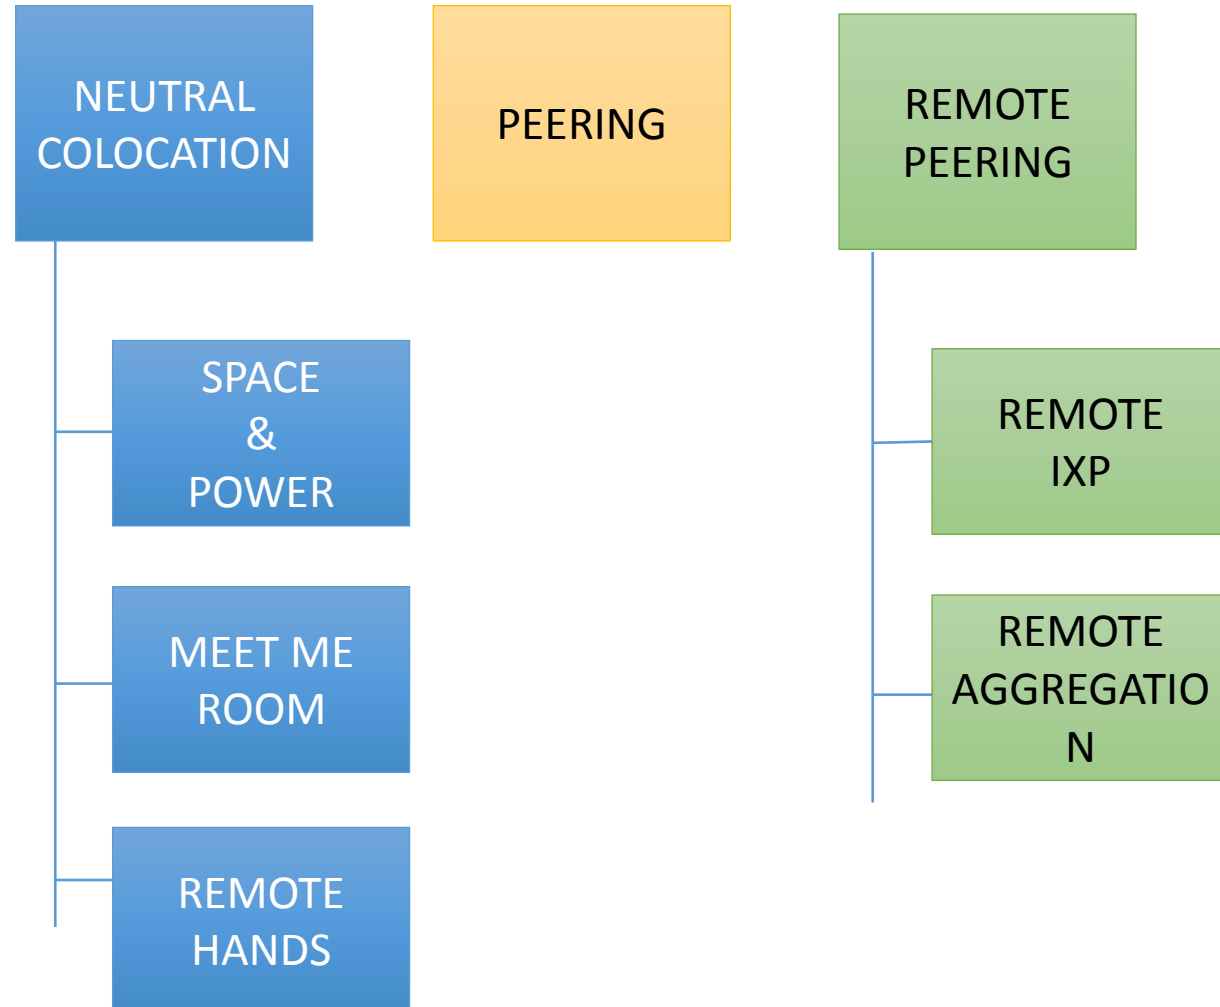 NEUTRAL
COLOCATION
SPACE
&
POWER
MEET ME
ROOM
REMOTE
HANDS
PEERING
REMOTE
PEERING
REMOTE
IXP
REMOTE
AGGREGATIO
N